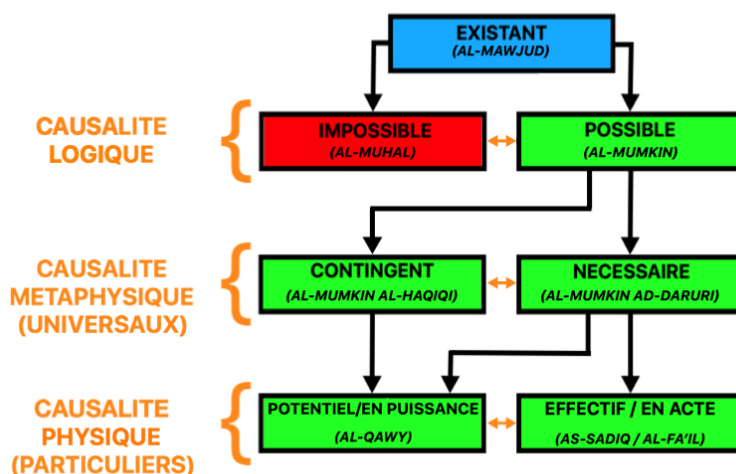 EXISTANT
(AL-MAWJUD)
CAUSALITE
LOGIQUE
IMPOSSIBLE
(AL-MUHAL)
POSSIBLE
(AL-MUMKIN)
CAUSALITE
METAPHYSIQUE
(UNIVERSAUX)
CONTINGENT
(AL-MUMKIN AL-HAQIQI)
NECESSAIRE
(AL-MUMKIN AD-DARURI)
CAUSALITE
PHYSIQUE
(PARTICULIERS)
POTENTIEL/EN PUISSANCE
(AL-QAWY)
EFFECTIF / EN ACTE
(AS-SADIQ / AL-FA'IL)